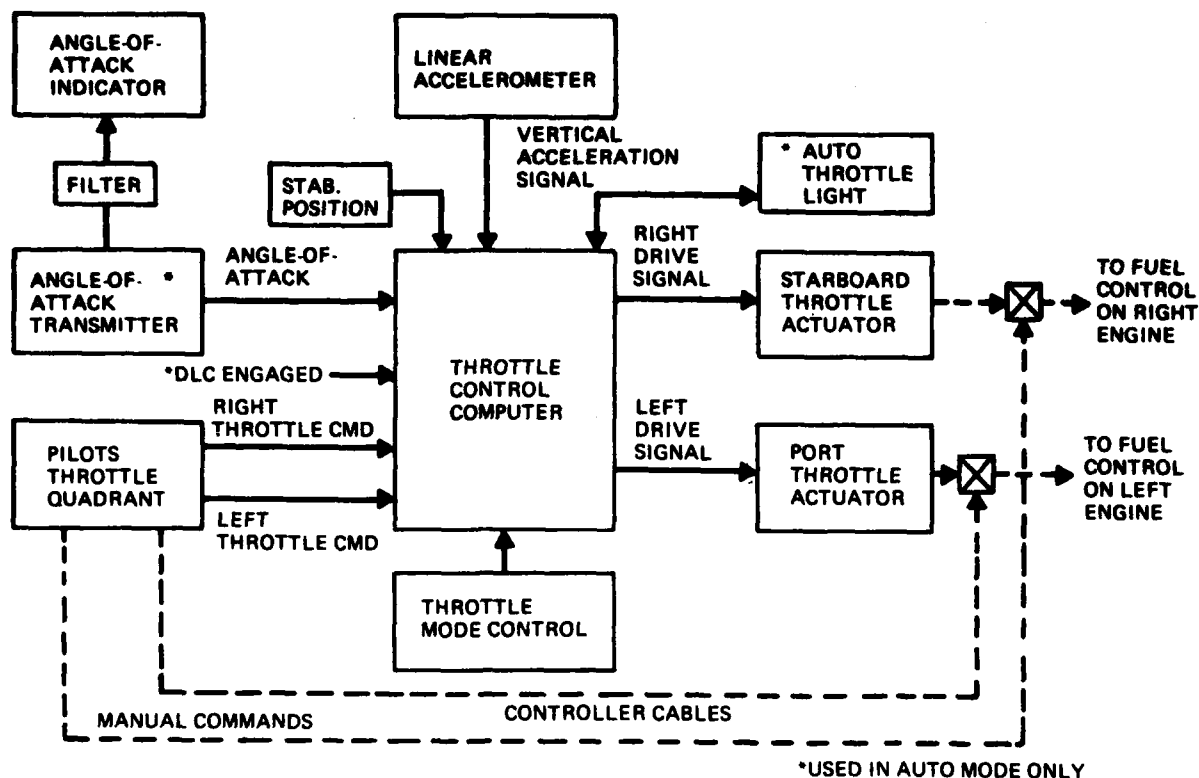 ANGLE-OF-
ATTACK
INDICATOR
LINEAR
ACCELEROMETER
VERTICAL
ACCELERATION
SIGNAL
* AUTO
THROTTLE
LIGHT
FILTER
STAB.
POSITION
ANGLE-OF- *
ATTACK
TRANSMITTER
ANGLE-OF-
ATTACK
RIGHT
DRIVE
SIGNAL
STARBOARD
THROTTLE
ACTUATOR
TO FUEL
CONTROL
ON RIGHT
ENGINE
*DLC ENGAGED
THROTTLE
CONTROL
COMPUTER
RIGHT
THROTTLE CMD
PILOTS
THROTTLE
QUADRANT
LEFT
THROTTLE CMD
LEFT
DRIVE
SIGNAL
PORT
THROTTLE
ACTUATOR
TO FUEL
CONTROL
ON LEFT
ENGINE
THROTTLE
MODE CONTROL
MANUAL COMMANDS
CONTROLLER CABLES
*USED IN AUTO MODE ONLY